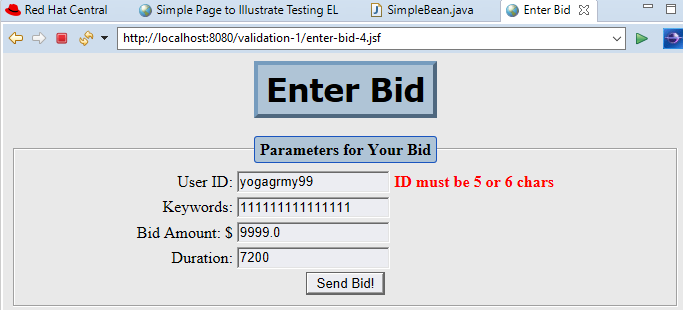 Red Hat Central Simple Page to Illustrate Testing EL SimpleBean.java Enter Bid
http://localhost:8080/validation-1/enter-bid-4.jsf
Enter Bid
Parameters for Your Bid
User ID: yogagrmy99 ID must be 5 or 6 chars
Keywords: 111111111111111
Bid Amount: $ 9999.0
Duration: 7200
Send Bid!